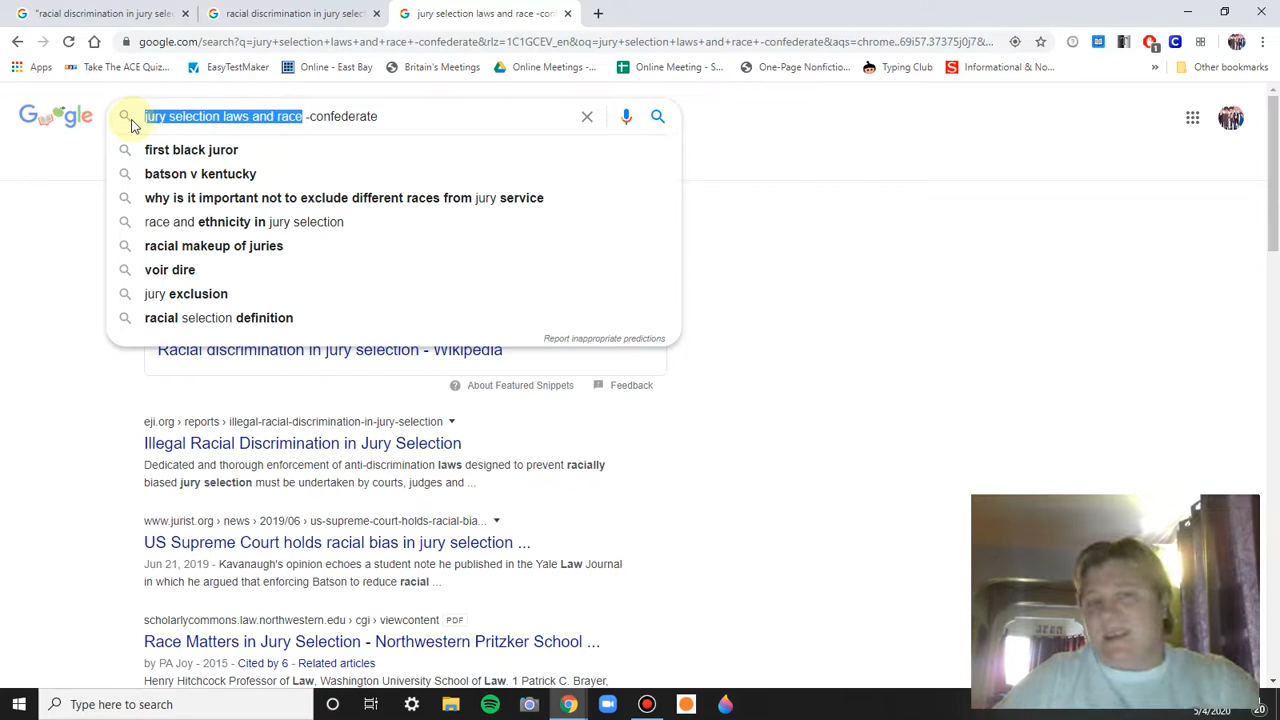 "racial discrimination in jury sele
racial discrimination in jury select
jury selection laws and race -con
google.com/search?q=jury+selection+laws+and+race+-confederate&rlz=1C1GCEV_en&oq=jury+selection+laws+and+race+-confederate&aqs=chrome..69i57.37375j0j7&...
Apps
Take The ACE Quiz...
EasyTestMaker
Online - East Bay
Britain's Meetings
Online Meetings -...
Online Meeting - S...
One-Page Nonfictio...
Typing Club
Informational & No...
»
Other bookmarks
Google
jury selection laws and race -confederate
first black juror
batson v kentucky
why is it important not to exclude different races from jury service
race and ethnicity in jury selection
racial makeup of juries
voir dire
jury exclusion
racial selection definition
Report inappropriate predictions
Racial discrimination in jury selection - Wikipedia
About Featured Snippets
Feedback
eji.org › reports › illegal-racial-discrimination-in-jury-selection
Illegal Racial Discrimination in Jury Selection
Dedicated and thorough enforcement of anti-discrimination laws designed to prevent racially
biased jury selection must be undertaken by courts, judges and ...
www.jurist.org › news › 2019/06 › us-supreme-court-holds-racial-bia...
US Supreme Court holds racial bias in jury selection ...
Jun 21, 2019 - Kavanaugh's opinion echoes a student note he published in the Yale Law Journal
in which he argued that enforcing Batson to reduce racial ...
scholarlycommons.law.northwestern.edu › cgi › viewcontent PDF
Race Matters in Jury Selection - Northwestern Pritzker School ...
by PA Joy - 2015 - Cited by 6 - Related articles
Henry Hitchcock Professor of Law, Washington University School of Law. 1 Patrick C. Brayer,
Type here to search
5/4/2020
20